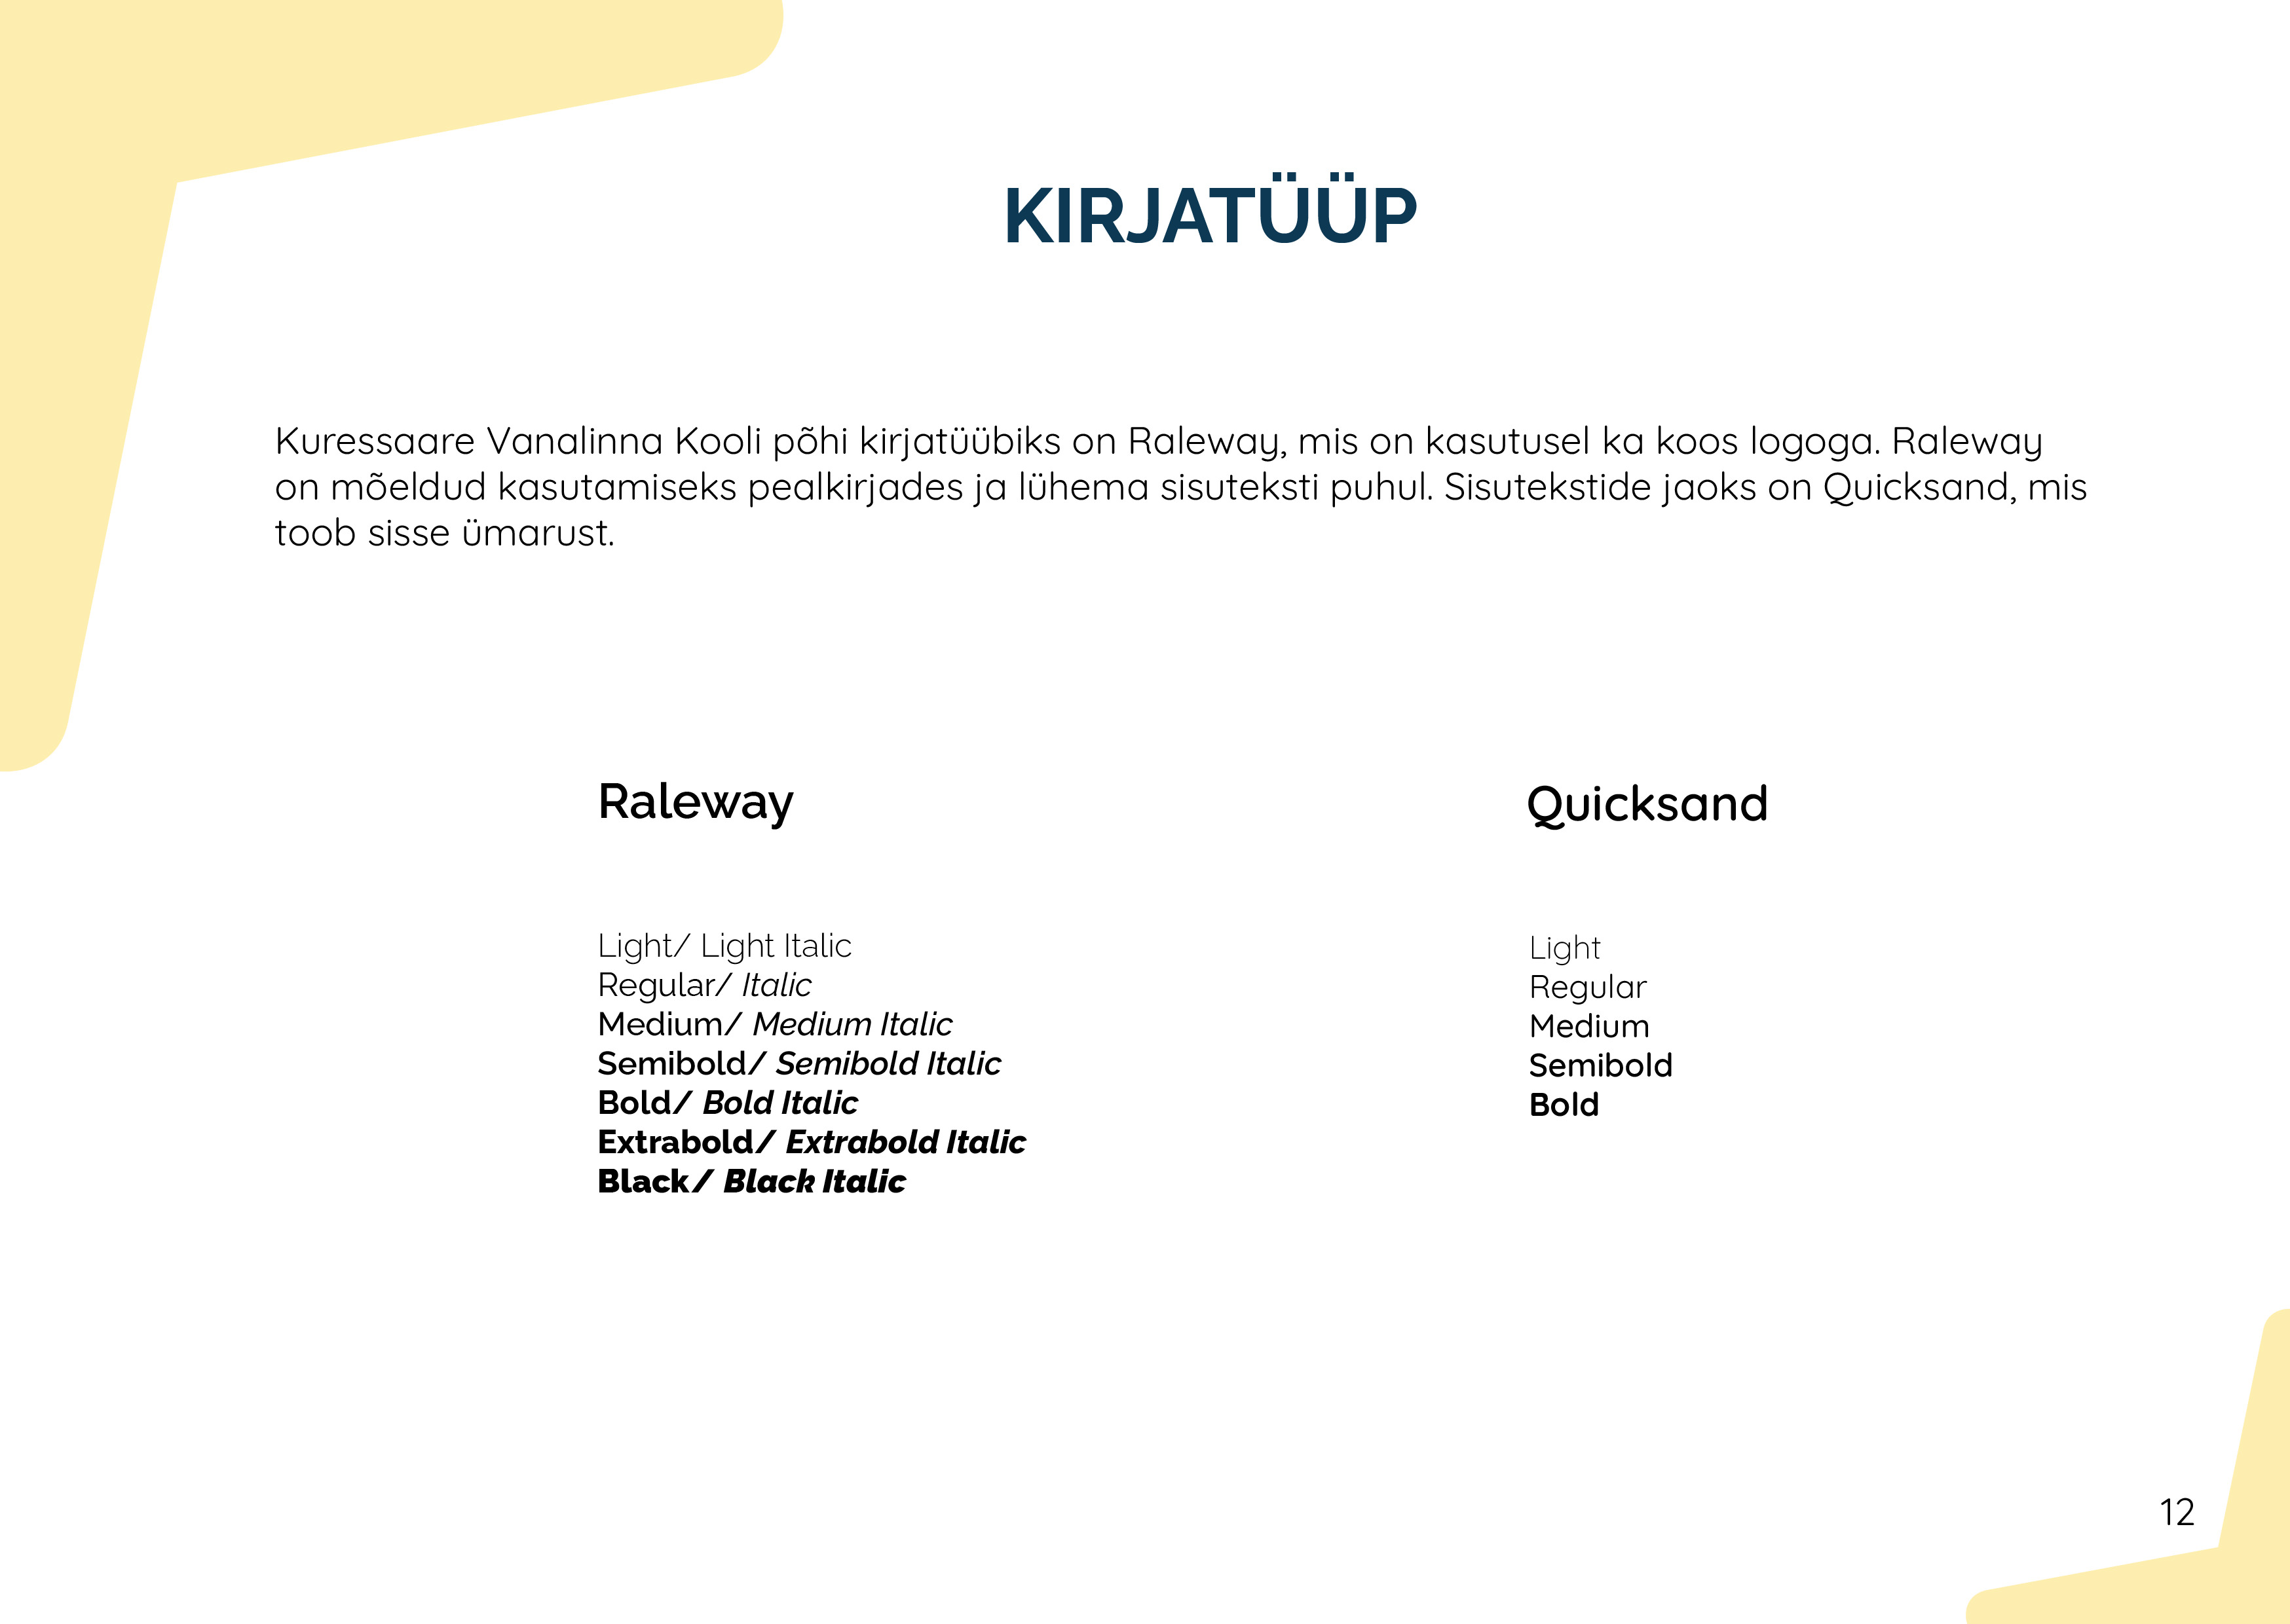 KIRJATÜÜP
Kuressaare Vanalinna Kooli põhi kirjatüübiks on Raleway, mis on kasutusel ka koos logoga. Raleway
on mõeldud kasutamiseks pealkirjades ja lühema sisuteksti puhul. Sisutekstide jaoks on Quicksand, mis
toob sisse ümarust.
Raleway
Light/ Light Italic
Regular/ Italic
Medium/ Medium Italic
Semibold/ Semibold Italic
Bold/ Bold Italic
Extrabold/ Extrabold Italic
Black/ Black Italic
Quicksand
Light
Regular
Medium
Semibold
Bold
12